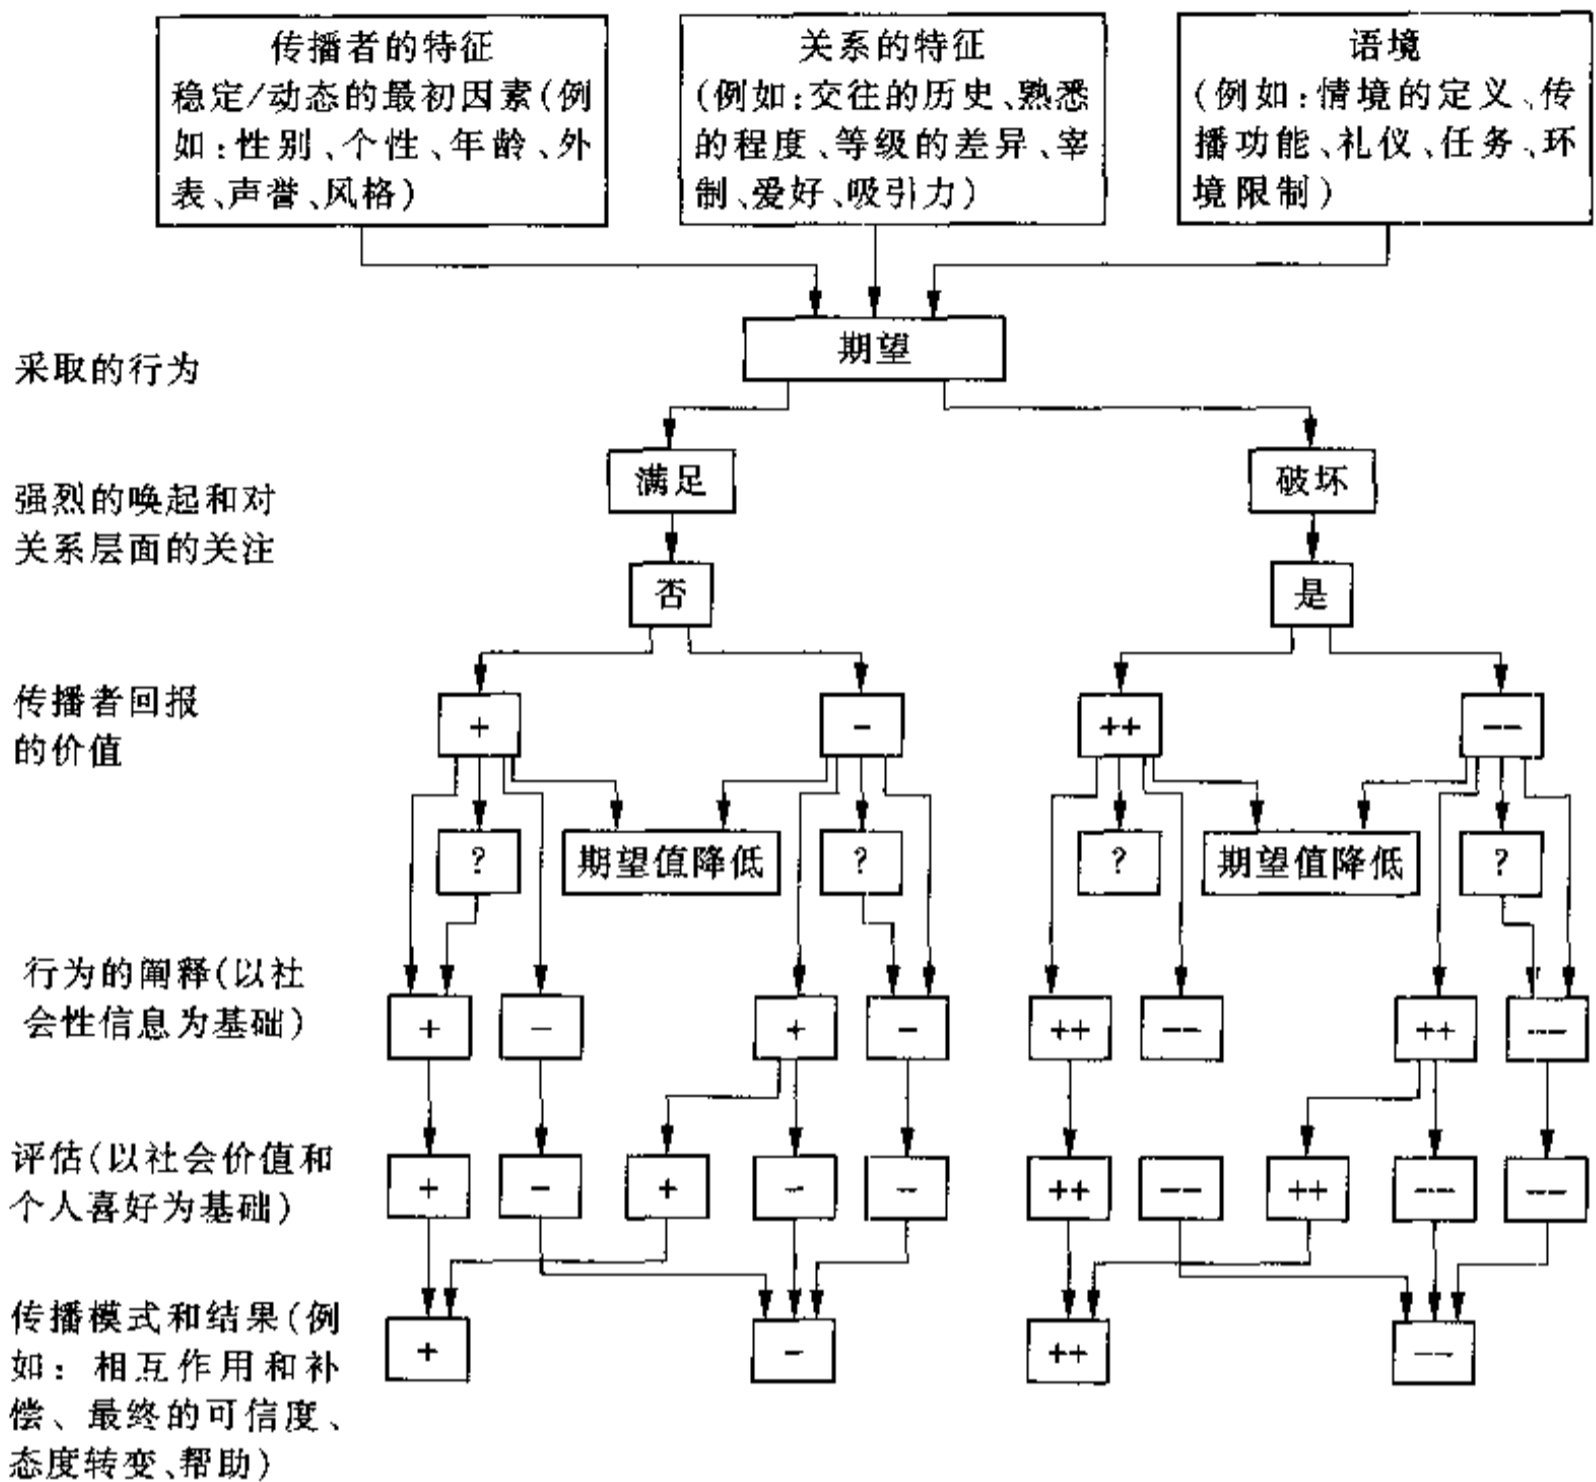 传播者的特征
稳定/动态的最初因素(例
如:性别、个性、年龄、外
表、声誉、风格)
关系的特征
(例如:交往的历史、熟悉
的程度、等级的差异、宰
制、爱好、吸引力)
语境
(例如:情境的定义、传
播功能、礼仪、任务、环
境限制)
期望
采取的行为
满足
破坏
强烈的唤起和对
关系层面的关注
否
是
传播者回报
的价值
+
-
++
--
?
期望值降低
?
?
期望值降低
?
行为的阐释(以社
会性信息为基础)
+
-
+
-
++
--
++
--
评估(以社会价值和
个人喜好为基础)
+
-
+
-
-
++
--
++
--
--
传播模式和结果(例
如:相互作用和补
偿、最终的可信度、
态度转变、帮助)
+
-
++
--